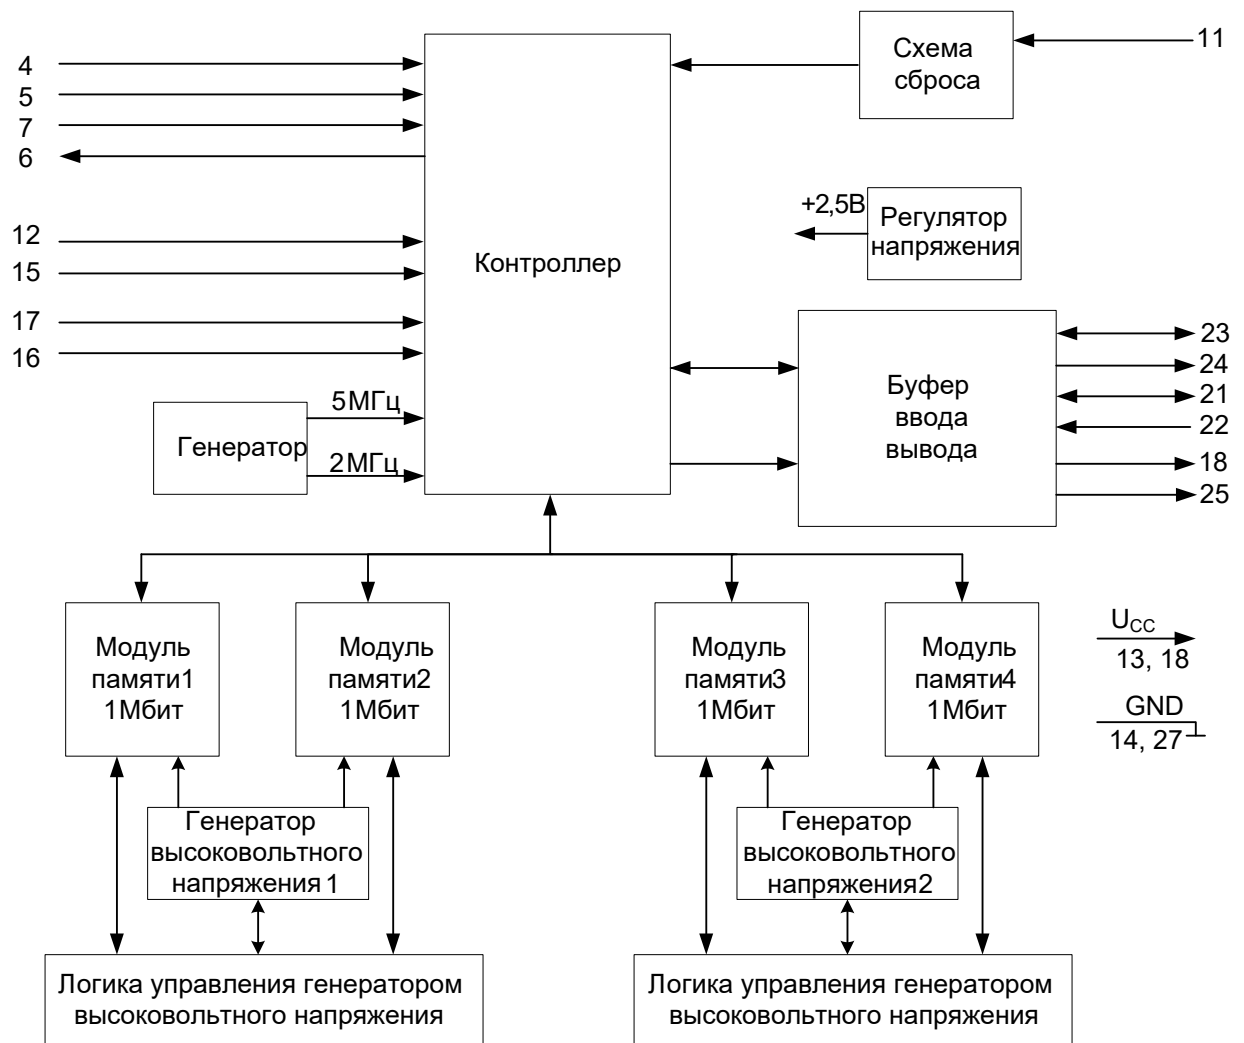 4
5
7
6
12
15
17
16
Контроллер
Схема
сброса
11
+2,5В
Регулятор
напряжения
Буфер
ввода
вывода
23
24
21
22
18
25
Генератор
5МГц
2МГц
Модуль
памяти1
1Мбит
Модуль
памяти2
1Мбит
Модуль
памяти3
1Мбит
Модуль
памяти4
1Мбит
UCC
13, 18
GND
14, 27
Генератор
высоковольтного
напряжения 1
Генератор
высоковольтного
напряжения2
Логика управления генератором
высоковольтного напряжения
Логика управления генератором
высоковольтного напряжения